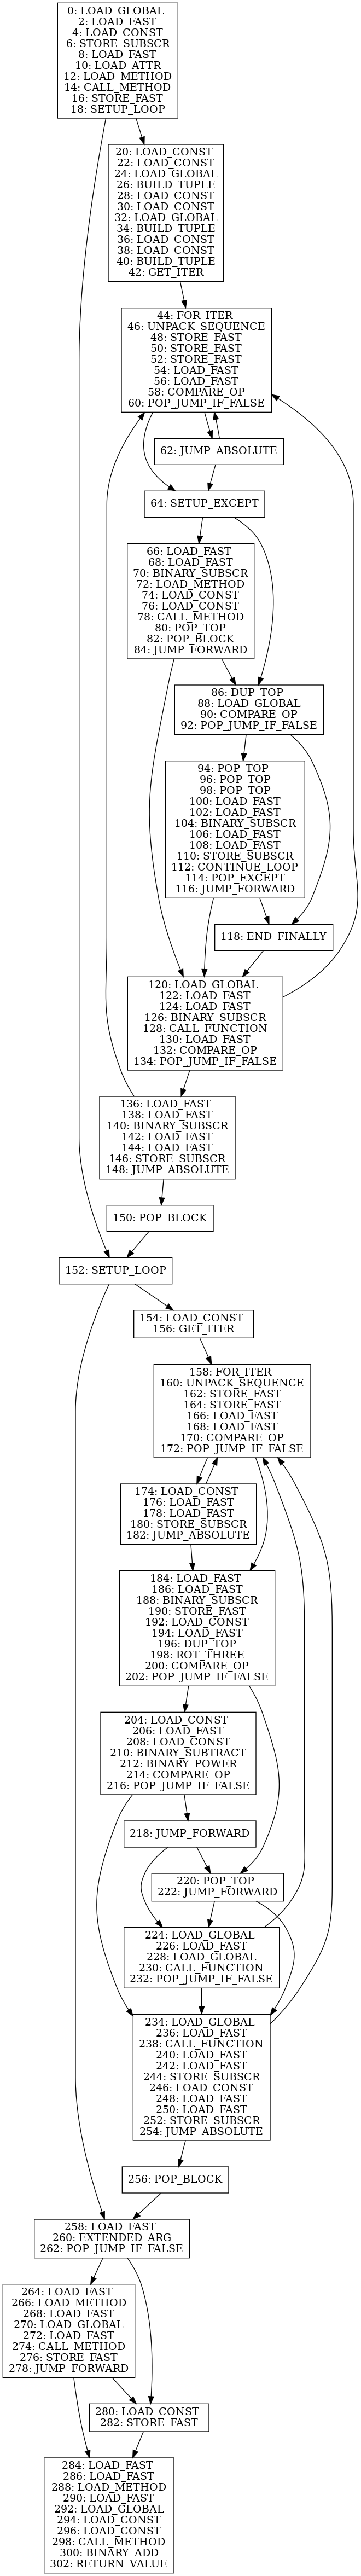 0: LOAD_GLOBAL
2: LOAD_FAST
4: LOAD_CONST
6: STORE_SUBSCR
8: LOAD_FAST
10: LOAD_ATTR
12: LOAD_METHOD
14: CALL_METHOD
16: STORE_FAST
18: SETUP_LOOP
20: LOAD_CONST
22: LOAD_CONST
24: LOAD_GLOBAL
26: BUILD_TUPLE
28: LOAD_CONST
30: LOAD_CONST
32: LOAD_GLOBAL
34: BUILD_TUPLE
36: LOAD_CONST
38: LOAD_CONST
40: BUILD_TUPLE
42: GET_ITER
44: FOR_ITER
46: UNPACK_SEQUENCE
48: STORE_FAST
50: STORE_FAST
52: STORE_FAST
54: LOAD_FAST
56: LOAD_FAST
58: COMPARE_OP
60: POP_JUMP_IF_FALSE
62: JUMP_ABSOLUTE
64: SETUP_EXCEPT
66: LOAD_FAST
68: LOAD_FAST
70: BINARY_SUBSCR
72: LOAD_METHOD
74: LOAD_CONST
76: LOAD_CONST
78: CALL_METHOD
80: POP_TOP
82: POP_BLOCK
84: JUMP_FORWARD
86: DUP_TOP
88: LOAD_GLOBAL
90: COMPARE_OP
92: POP_JUMP_IF_FALSE
94: POP_TOP
96: POP_TOP
98: POP_TOP
100: LOAD_FAST
102: LOAD_FAST
104: BINARY_SUBSCR
106: LOAD_FAST
108: LOAD_FAST
110: STORE_SUBSCR
112: CONTINUE_LOOP
114: POP_EXCEPT
116: JUMP_FORWARD
118: END_FINALLY
120: LOAD_GLOBAL
122: LOAD_FAST
124: LOAD_FAST
126: BINARY_SUBSCR
128: CALL_FUNCTION
130: LOAD_FAST
132: COMPARE_OP
134: POP_JUMP_IF_FALSE
136: LOAD_FAST
138: LOAD_FAST
140: BINARY_SUBSCR
142: LOAD_FAST
144: LOAD_FAST
146: STORE_SUBSCR
148: JUMP_ABSOLUTE
150: POP_BLOCK
152: SETUP_LOOP
154: LOAD_CONST
156: GET_ITER
158: FOR_ITER
160: UNPACK_SEQUENCE
162: STORE_FAST
164: STORE_FAST
166: LOAD_FAST
168: LOAD_FAST
170: COMPARE_OP
172: POP_JUMP_IF_FALSE
174: LOAD_CONST
176: LOAD_FAST
178: LOAD_FAST
180: STORE_SUBSCR
182: JUMP_ABSOLUTE
184: LOAD_FAST
186: LOAD_FAST
188: BINARY_SUBSCR
190: STORE_FAST
192: LOAD_CONST
194: LOAD_FAST
196: DUP_TOP
198: ROT_THREE
200: COMPARE_OP
202: POP_JUMP_IF_FALSE
204: LOAD_CONST
206: LOAD_FAST
208: LOAD_CONST
210: BINARY_SUBTRACT
212: BINARY_POWER
214: COMPARE_OP
216: POP_JUMP_IF_FALSE
218: JUMP_FORWARD
220: POP_TOP
222: JUMP_FORWARD
224: LOAD_GLOBAL
226: LOAD_FAST
228: LOAD_GLOBAL
230: CALL_FUNCTION
232: POP_JUMP_IF_FALSE
234: LOAD_GLOBAL
236: LOAD_FAST
238: CALL_FUNCTION
240: LOAD_FAST
242: LOAD_FAST
244: STORE_SUBSCR
246: LOAD_CONST
248: LOAD_FAST
250: LOAD_FAST
252: STORE_SUBSCR
254: JUMP_ABSOLUTE
256: POP_BLOCK
258: LOAD_FAST
260: EXTENDED_ARG
262: POP_JUMP_IF_FALSE
264: LOAD_FAST
266: LOAD_METHOD
268: LOAD_FAST
270: LOAD_GLOBAL
272: LOAD_FAST
274: CALL_METHOD
276: STORE_FAST
278: JUMP_FORWARD
280: LOAD_CONST
282: STORE_FAST
284: LOAD_FAST
286: LOAD_FAST
288: LOAD_METHOD
290: LOAD_FAST
292: LOAD_GLOBAL
294: LOAD_CONST
296: LOAD_CONST
298: CALL_METHOD
300: BINARY_ADD
302: RETURN_VALUE